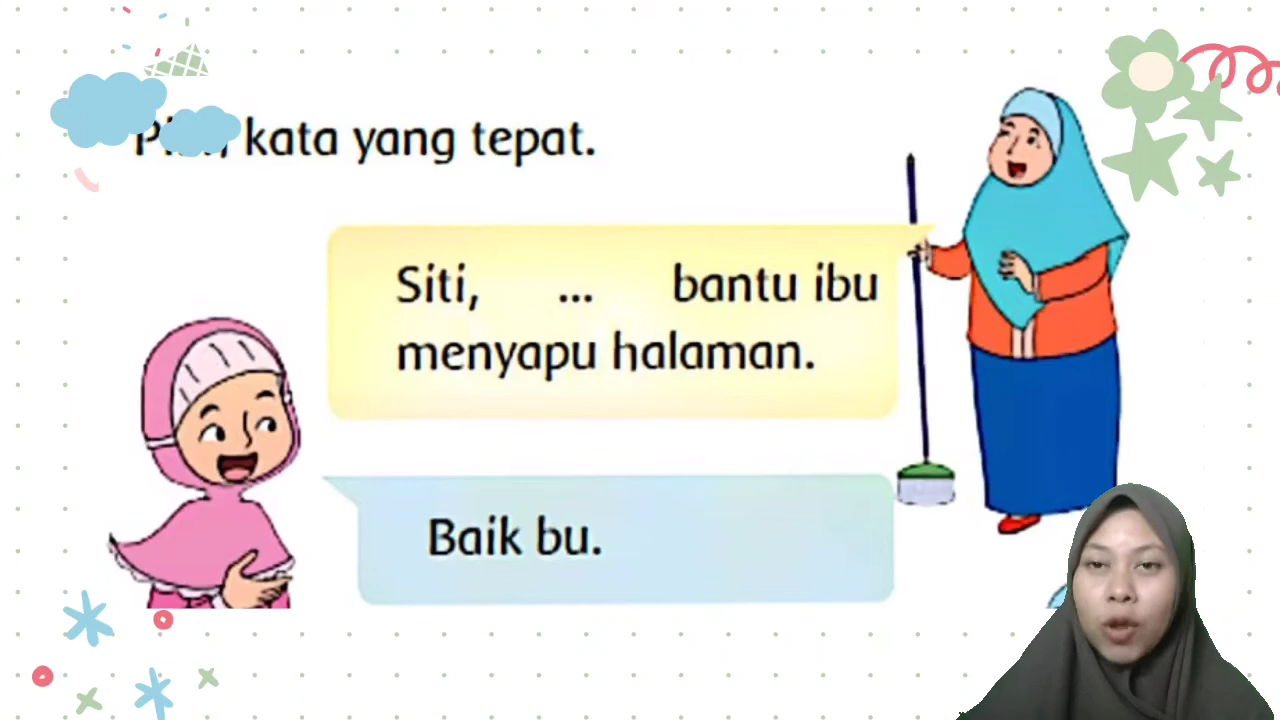 kata yang tepat.
Siti, ... bantu ibu
menyapu halaman.
Baik bu.